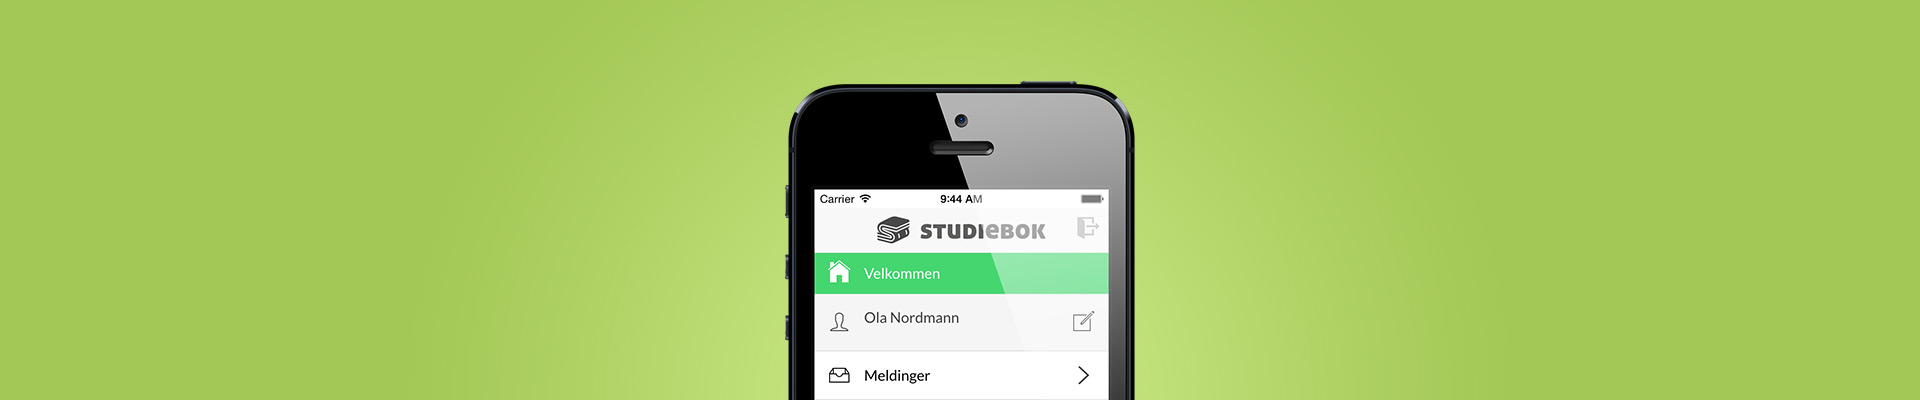 Carrier 9:44 AM
STUDIEBOK
Velkommen
Ola Nordmann
Meldinger